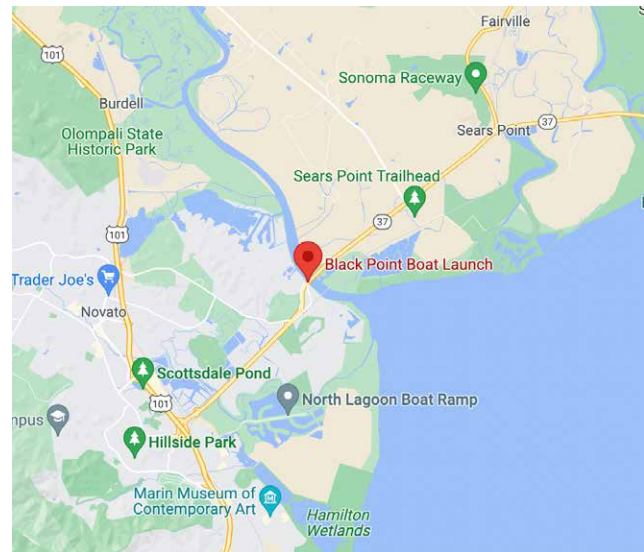 Fairville
101
Sonoma Raceway
Burdell
37
Sears Point
Olompali State
Historic Park
Sears Point Trailhead
37
101
Black Point Boat Launch
Trader Joe's
Novato
Scottsdale Pond
101
North Lagoon Boat Ramp
Hillside Park
Marin Museum of
Contemporary Art
Hamilton
Wetlands